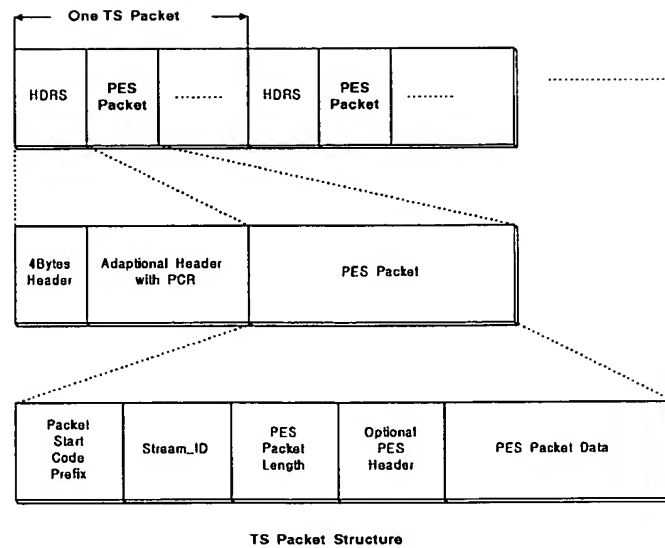 One TS Packet
HDRS
PES
Packet
.........
HDRS
PES
Packet
........
4Bytes
Header
Adaptional Header
with PCR
PES Packet
Packet
Start
Code
Prefix
Stream_ID
PES
Packet
Length
Optional
PES
Header
PES Packet Data
TS Packet Structure